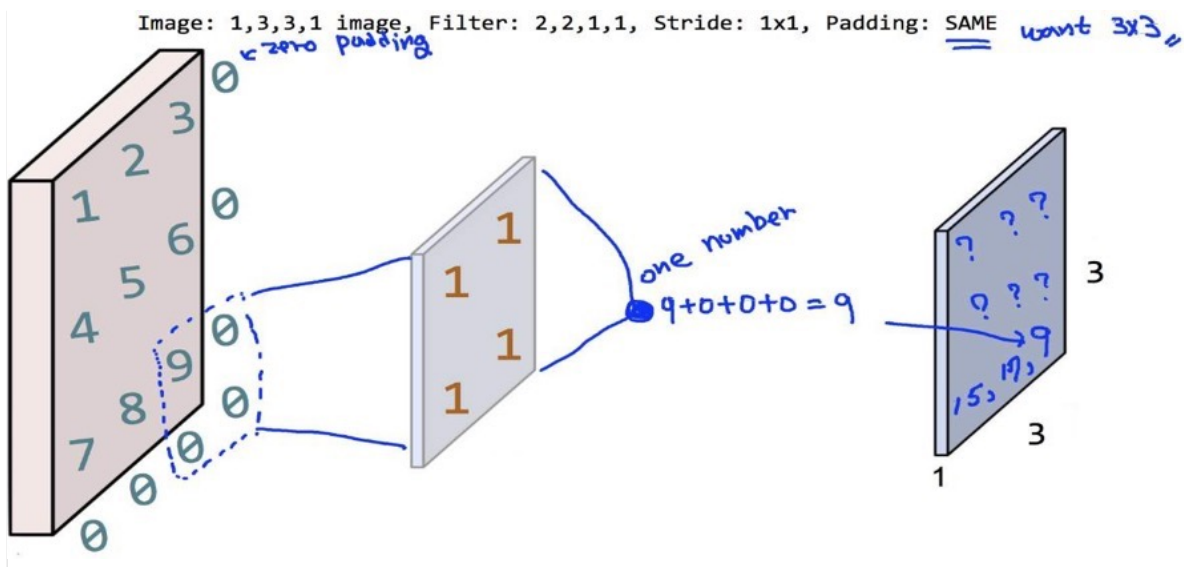 Image: 1,3,3,1 image, Filter: 2,2,1,1, Stride: 1x1, Padding: SAME want 3x3
zero padding
1 2 3 0
4 5 6 0
7 8 9 0
0 0 0 0
1 1
1 1
one number
9+0+0+0=9
? ? ?
? ? ?
15, 17, 9
3
3
1